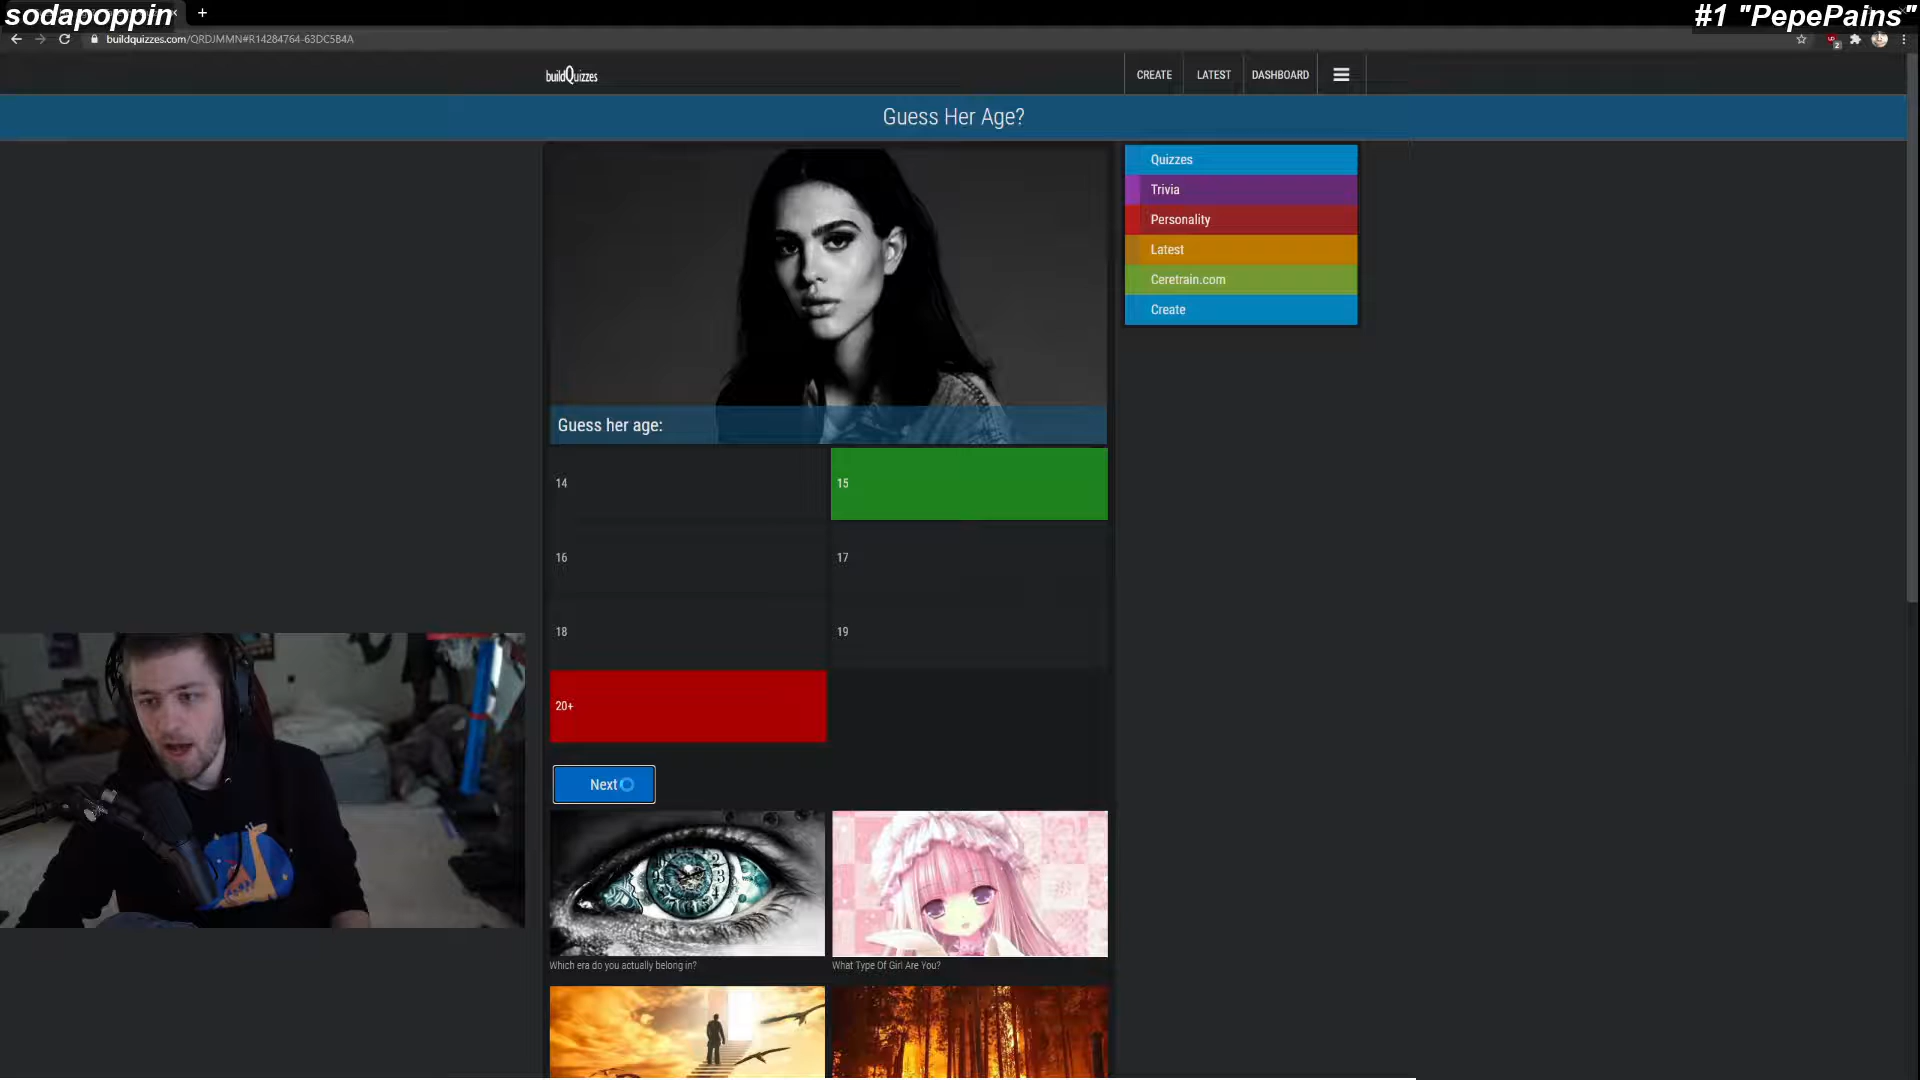 sodapoppin
#1 "PepePains"
buildquizzes.com/QRDJMMN#R14284764-63DC5B4A
buildQuizzes
CREATE
LATEST
DASHBOARD
Guess Her Age?
Quizzes
Trivia
Personality
Latest
Ceretrain.com
Create
Guess her age:
14
15
16
17
18
19
20+
Next
Which era do you actually belong in?
What Type Of Girl Are You?